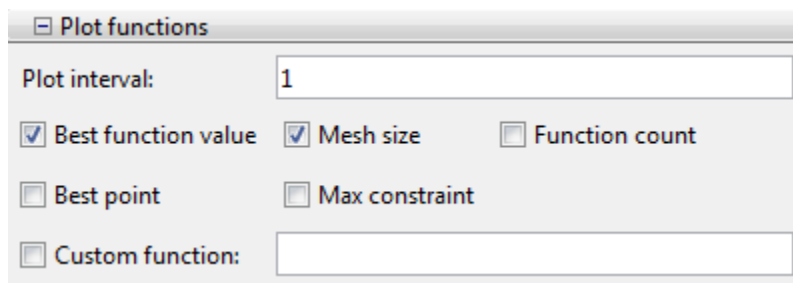 Plot functions
Plot interval: 1
Best function value Mesh size Function count
Best point Max constraint
Custom function: